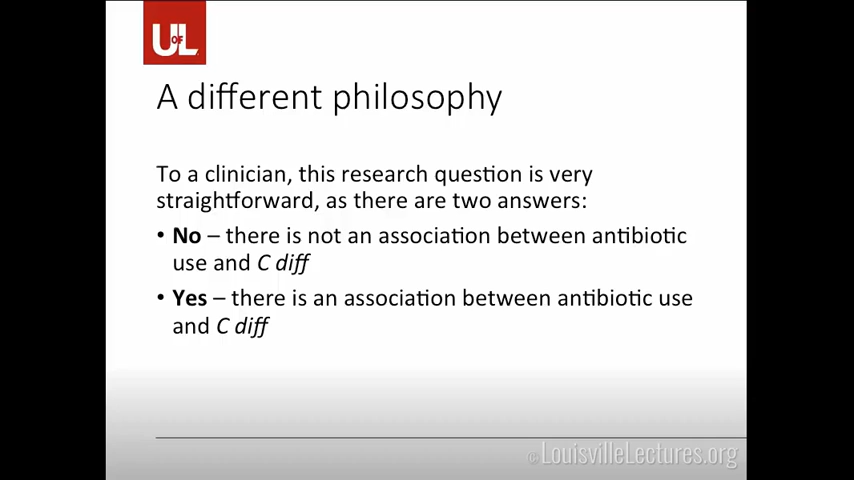 UofL
A different philosophy
To a clinician, this research question is very
straightforward, as there are two answers:
• No – there is not an association between antibiotic
use and C diff
• Yes – there is an association between antibiotic use
and C diff
© LouisvilleLectures.org